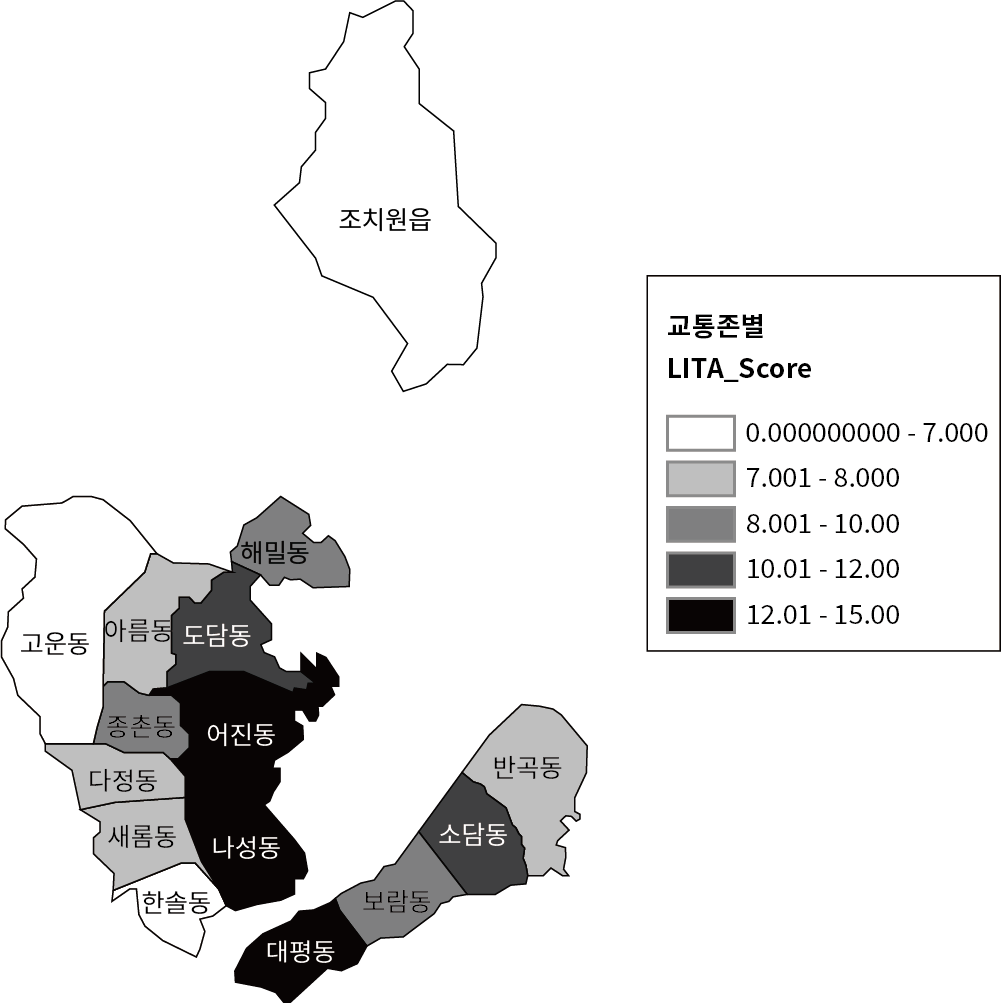 조치원읍
교통존별
LITA_Score
0.000000000 - 7.000
7.001 - 8.000
8.001 - 10.00
10.01 - 12.00
12.01 - 15.00
해밀동
고운동
아름동
도담동
종촌동
어진동
다정동
반곡동
새롬동
나성동
소담동
한솔동
보람동
대평동